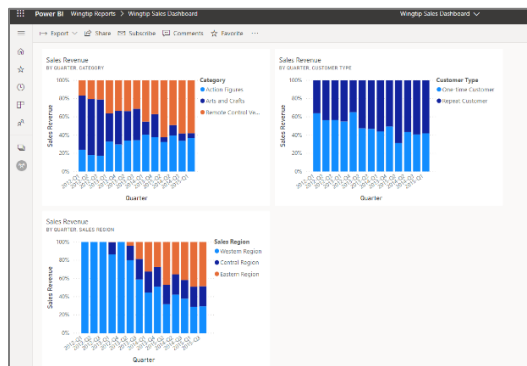 Power BI Wingtip Reports > Wingtip Sales Dashboard
Wingtip Sales Dashboard
Export Share Subscribe Comments Favorite ...
Sales Revenue
BY QUARTER, CATEGORY
100%
80%
60%
40%
20%
0%
Sales Revenue
Quarter
Category
Action Figures
Arts and Crafts
Remote Control Ve...
Sales Revenue
BY QUARTER, CUSTOMER TYPE
100%
80%
60%
40%
20%
0%
Sales Revenue
Quarter
Customer Type
One-time Customer
Repeat Customer
Sales Revenue
BY QUARTER, SALES REGION
100%
80%
60%
40%
20%
0%
Sales Revenue
Quarter
Sales Region
Western Region
Central Region
Eastern Region